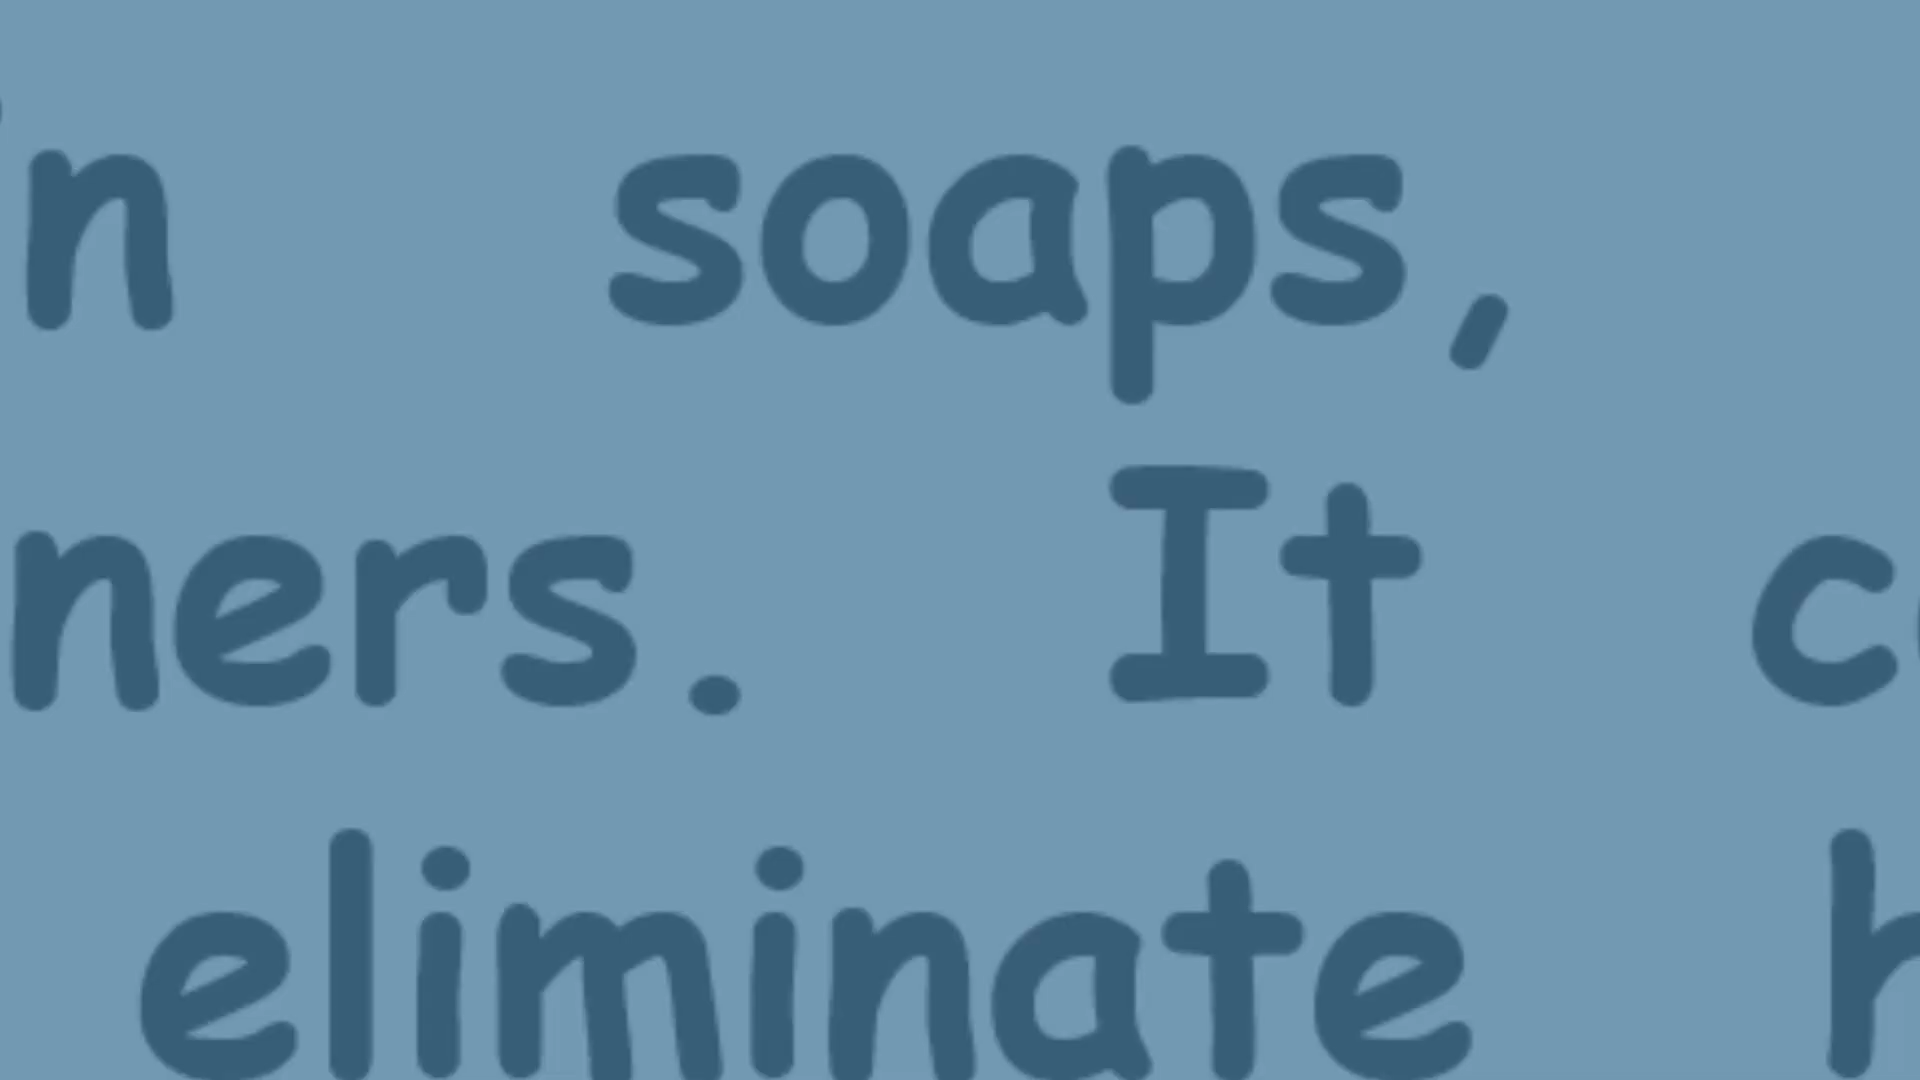 n soaps,
ners. It c
eliminate h